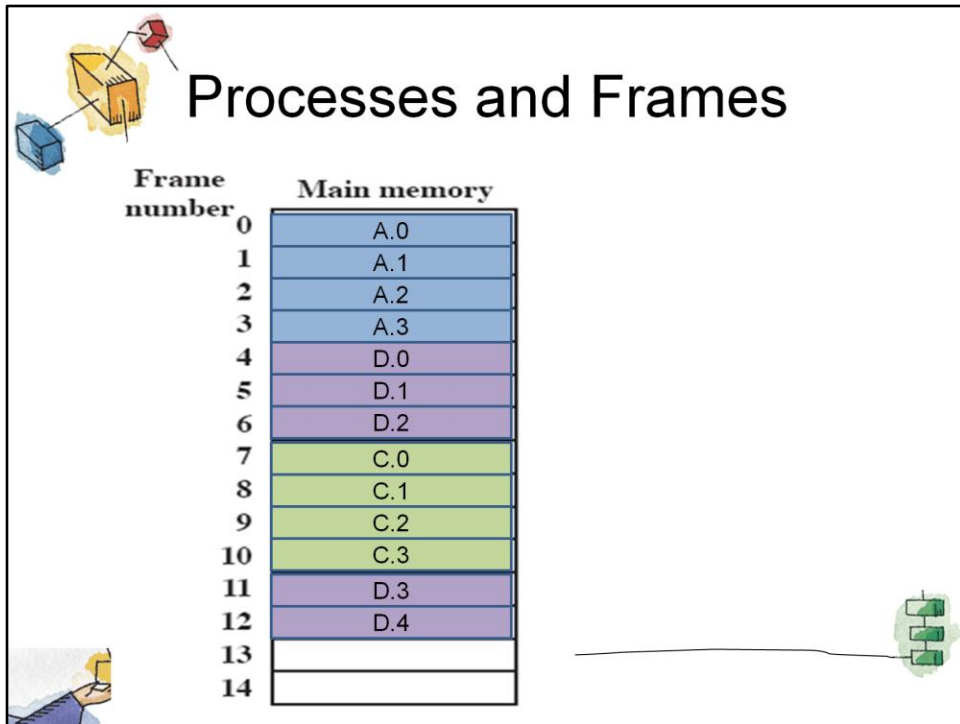 Processes and Frames
Frame
number
Main memory
0 A.0
1 A.1
2 A.2
3 A.3
4 D.0
5 D.1
6 D.2
7 C.0
8 C.1
9 C.2
10 C.3
11 D.3
12 D.4
13
14